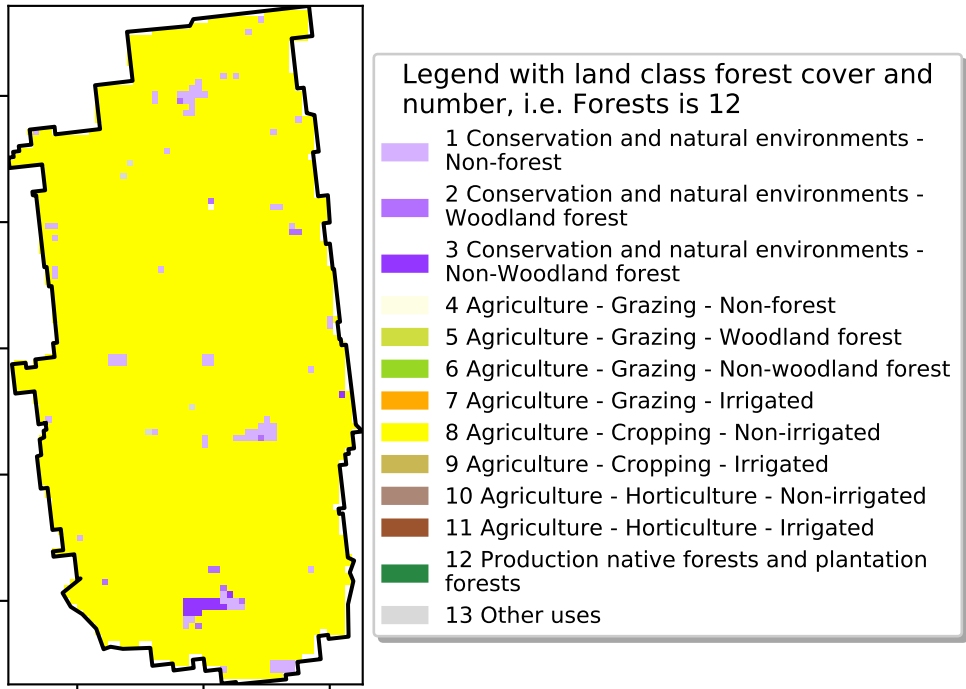 Legend with land class forest cover and
number, i.e. Forests is 12
1 Conservation and natural environments -
Non-forest
2 Conservation and natural environments -
Woodland forest
3 Conservation and natural environments -
Non-Woodland forest
4 Agriculture - Grazing - Non-forest
5 Agriculture - Grazing - Woodland forest
6 Agriculture - Grazing - Non-woodland forest
7 Agriculture - Grazing - Irrigated
8 Agriculture - Cropping - Non-irrigated
9 Agriculture - Cropping - Irrigated
10 Agriculture - Horticulture - Non-irrigated
11 Agriculture - Horticulture - Irrigated
12 Production native forests and plantation
forests
13 Other uses